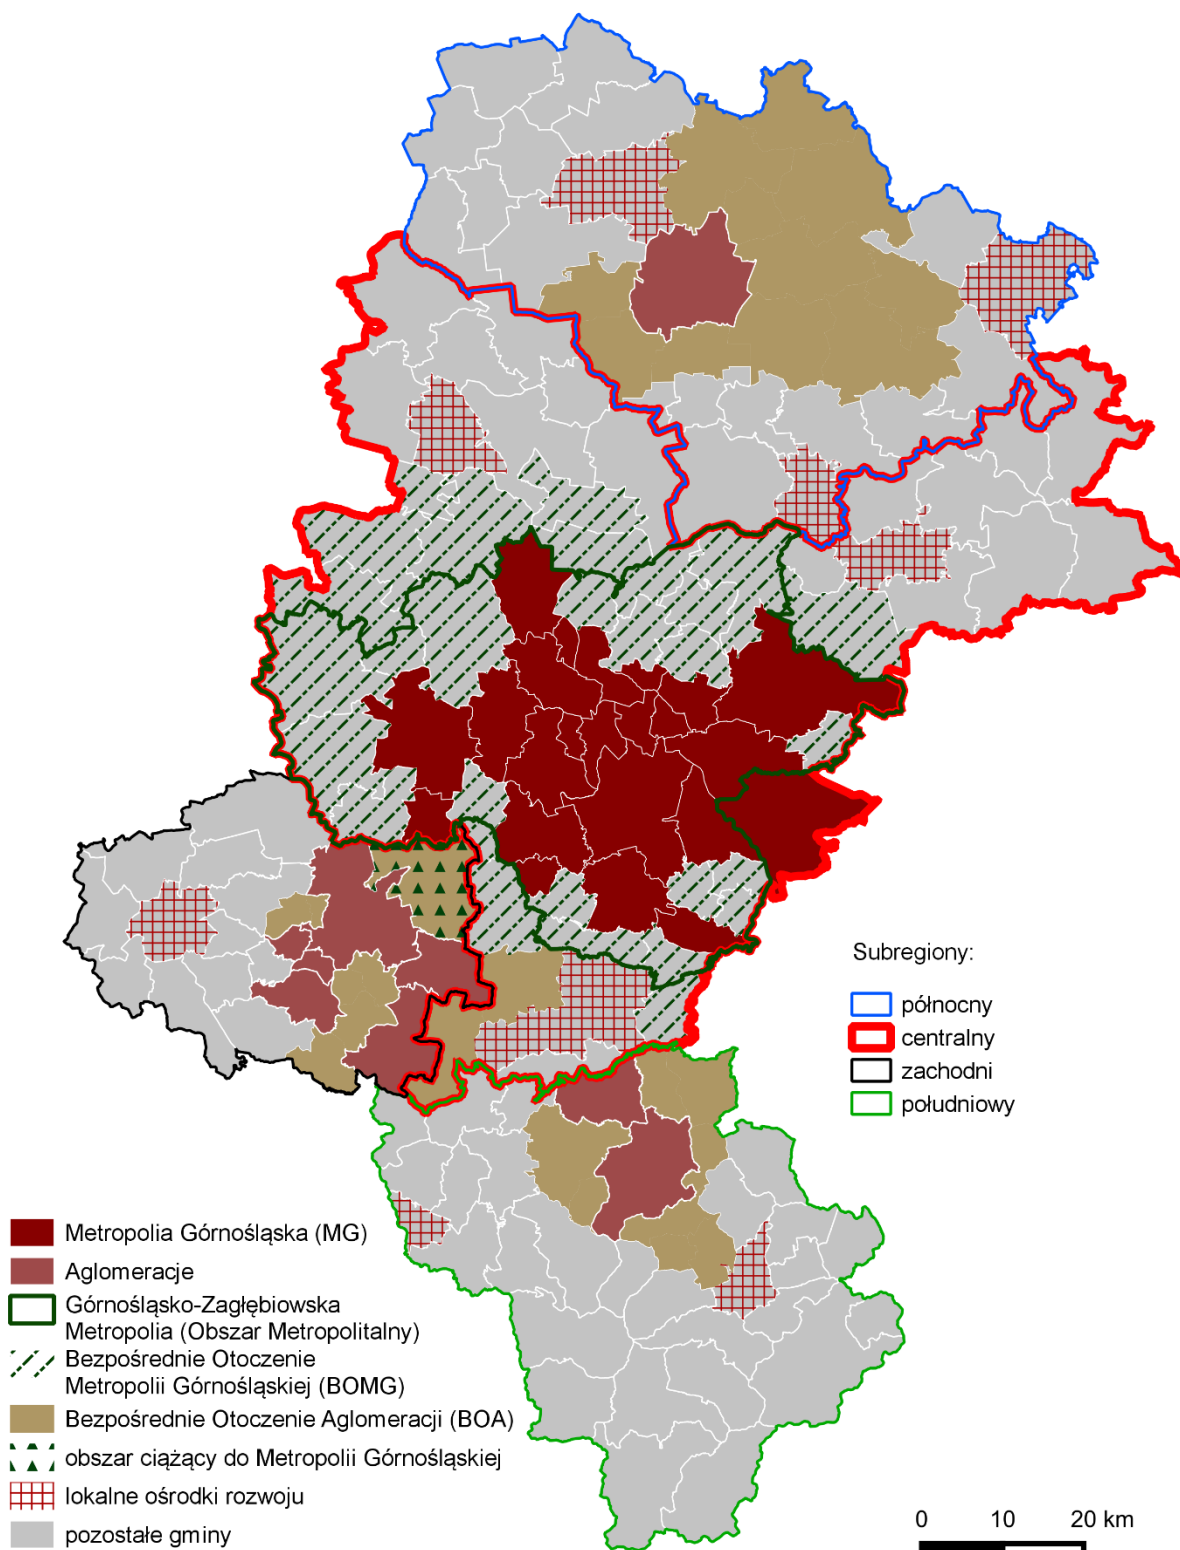 Subregiony:
północny
centralny
zachodni
południowy
Metropolia Górnośląska (MG)
Aglomeracje
Górnośląsko-Zagłębiowska
Metropolia (Obszar Metropolitalny)
Bezpośrednie Otoczenie
Metropolii Górnośląskiej (BOMG)
Bezpośrednie Otoczenie Aglomeracji (BOA)
obszar ciążący do Metropolii Górnośląskiej
lokalne ośrodki rozwoju
pozostałe gminy
0 10 20 km